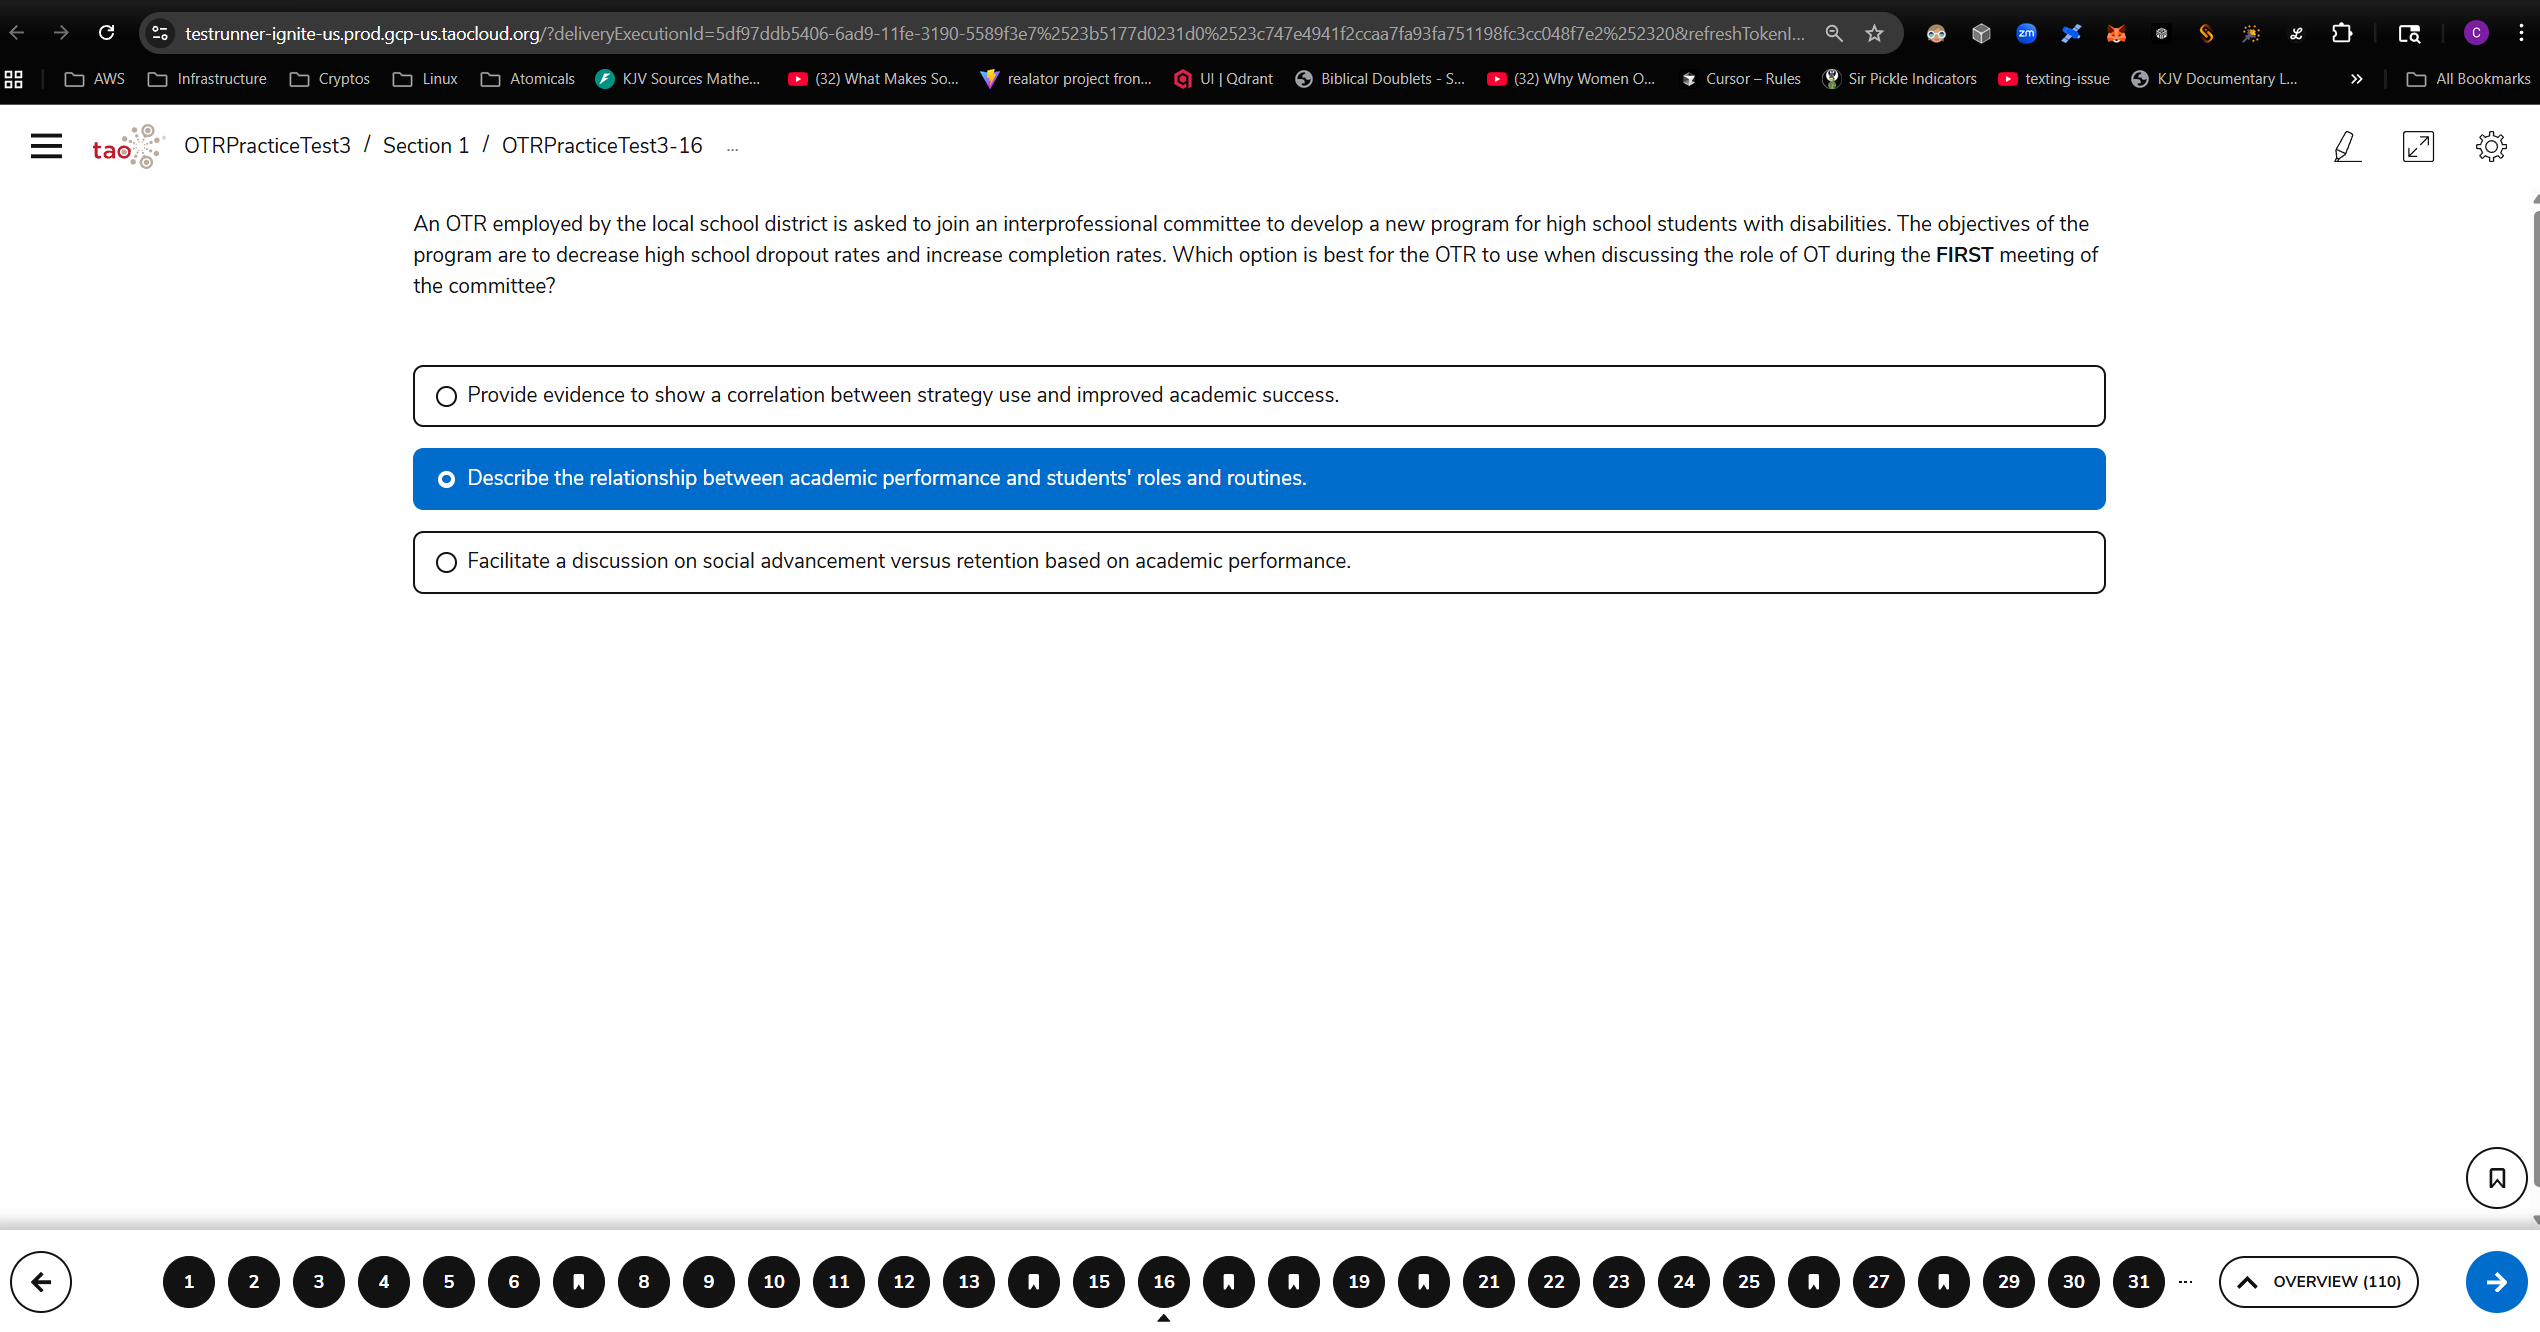 testrunner-ignite-us.prod.gcp-us.taocloud.org/?deliveryExecutionId=5df97ddb5406-6ad9-11fe-3190-5589f3e7%2523b5177d0231d0%2523c747e4941f2ccaa7fa93fa751198fc3cc048f7e2%252320&refreshTokenI...
zm
C
AWS Infrastructure Cryptos Linux Atomicals KJV Sources Mathe... (32) What Makes So... realator project fron... UI | Qdrant Biblical Doublets - S... (32) Why Women O... Cursor – Rules Sir Pickle Indicators texting-issue KJV Documentary L... » All Bookmarks
tao OTRPracticeTest3 / Section 1 / OTRPracticeTest3-16 ...
An OTR employed by the local school district is asked to join an interprofessional committee to develop a new program for high school students with disabilities. The objectives of the
program are to decrease high school dropout rates and increase completion rates. Which option is best for the OTR to use when discussing the role of OT during the FIRST meeting of
the committee?
Provide evidence to show a correlation between strategy use and improved academic success.
Describe the relationship between academic performance and students' roles and routines.
Facilitate a discussion on social advancement versus retention based on academic performance.
1 2 3 4 5 6 8 9 10 11 12 13 15 16 19 21 22 23 24 25 27 29 30 31 ... OVERVIEW (110)